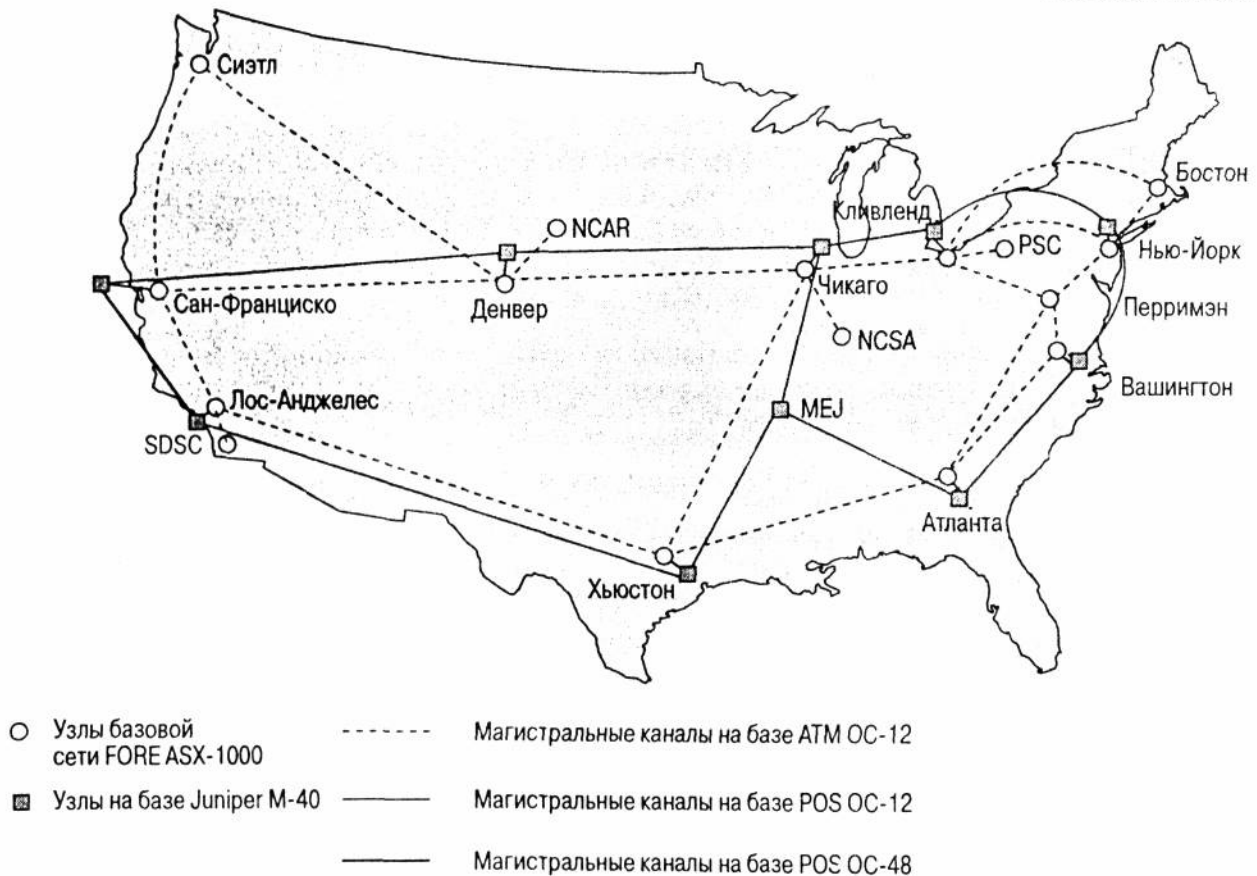 Сиэтл
Бостон
Кливленд
NCAR
PSC
Нью-Йорк
Сан-Франциско
Денвер
Чикаго
Перримэн
NCSA
Вашингтон
Лос-Анджелес
MEJ
SDSC
Атланта
Хьюстон
Узлы базовой
сети FORE ASX-1000
Магистральные каналы на базе ATM OC-12
Узлы на базе Juniper M-40
Магистральные каналы на базе POS OC-12
Магистральные каналы на базе POS OC-48